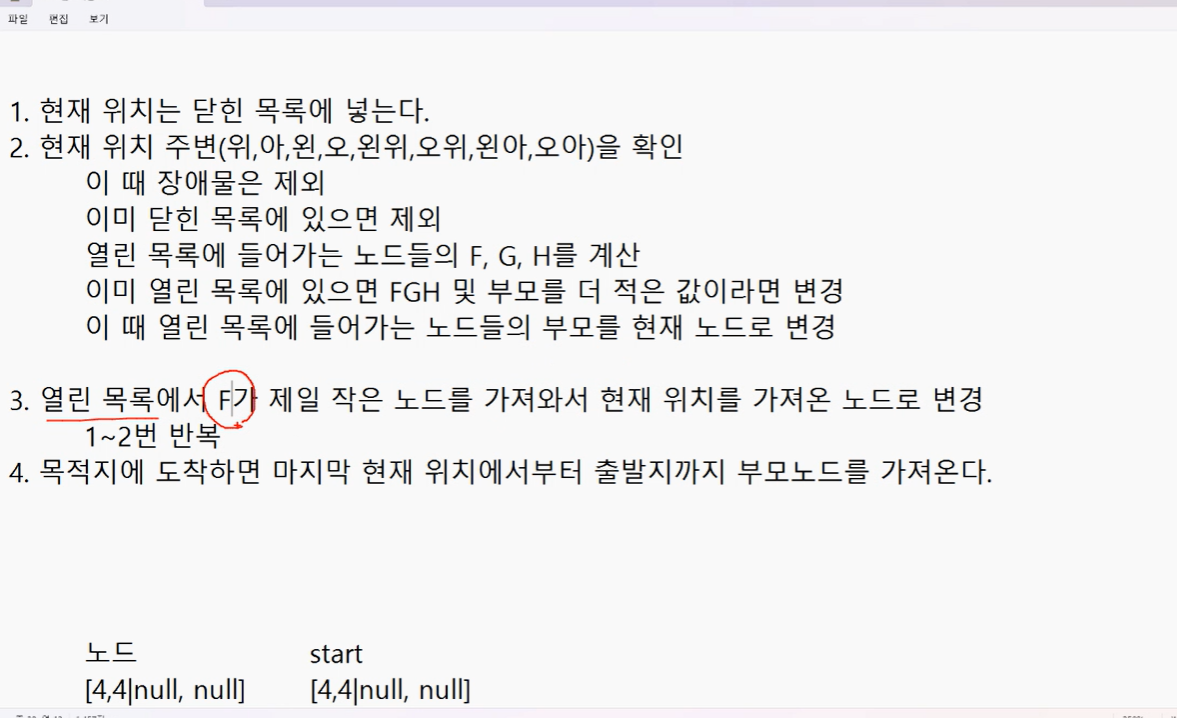 파일 편집 보기
1. 현재 위치는 닫힌 목록에 넣는다.
2. 현재 위치 주변(위,아,왼,오,왼위,오위,왼아,오아)을 확인
이 때 장애물은 제외
이미 닫힌 목록에 있으면 제외
열린 목록에 들어가는 노드들의 F, G, H를 계산
이미 열린 목록에 있으면 FGH 및 부모를 더 적은 값이라면 변경
이 때 열린 목록에 들어가는 노드들의 부모를 현재 노드로 변경
3. 열린 목록에서 F가 제일 작은 노드를 가져와서 현재 위치를 가져온 노드로 변경
1~2번 반복
4. 목적지에 도착하면 마지막 현재 위치에서부터 출발지까지 부모노드를 가져온다.
노드 start
[4,4|null, null] [4,4|null, null]